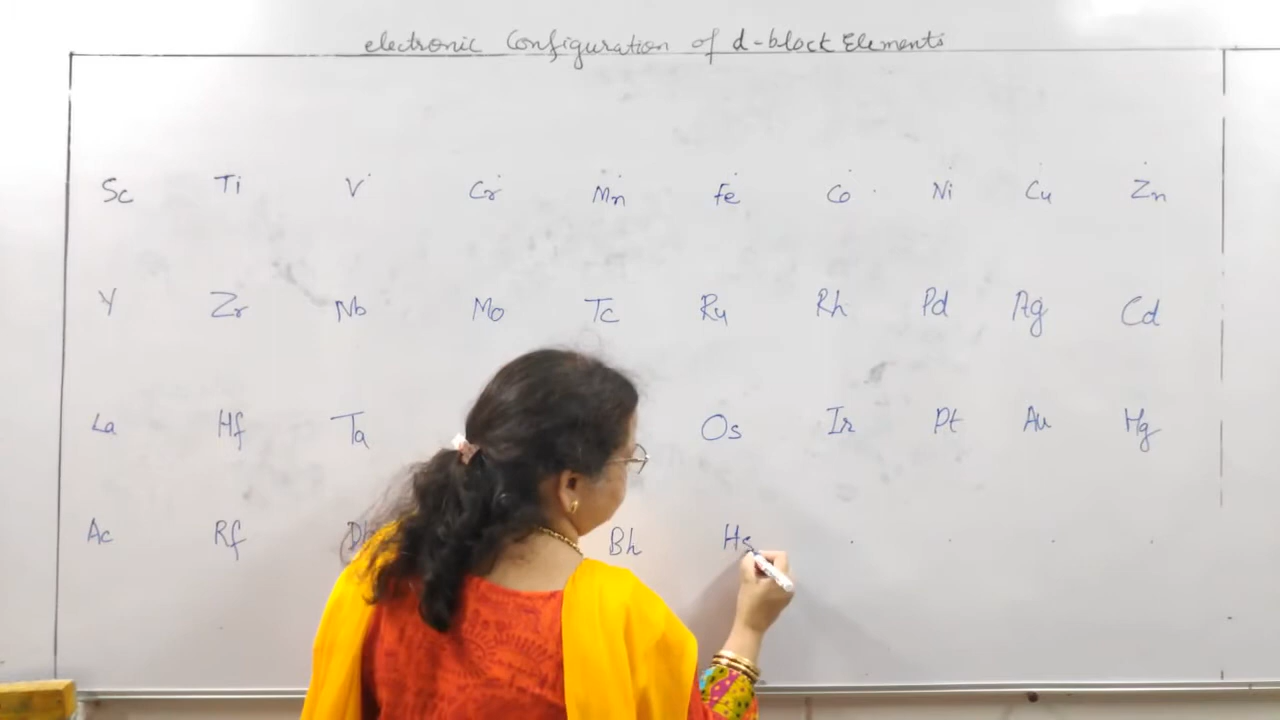 electronic Configuration of d-block Elements
Sc Ti V Cr Mn Fe Co Ni Cu Zn
Y Zr Nb Mo Tc Ru Rh Pd Ag Cd
La Hf Ta Os Ir Pt Au Hg
Ac Rf Bh Hs